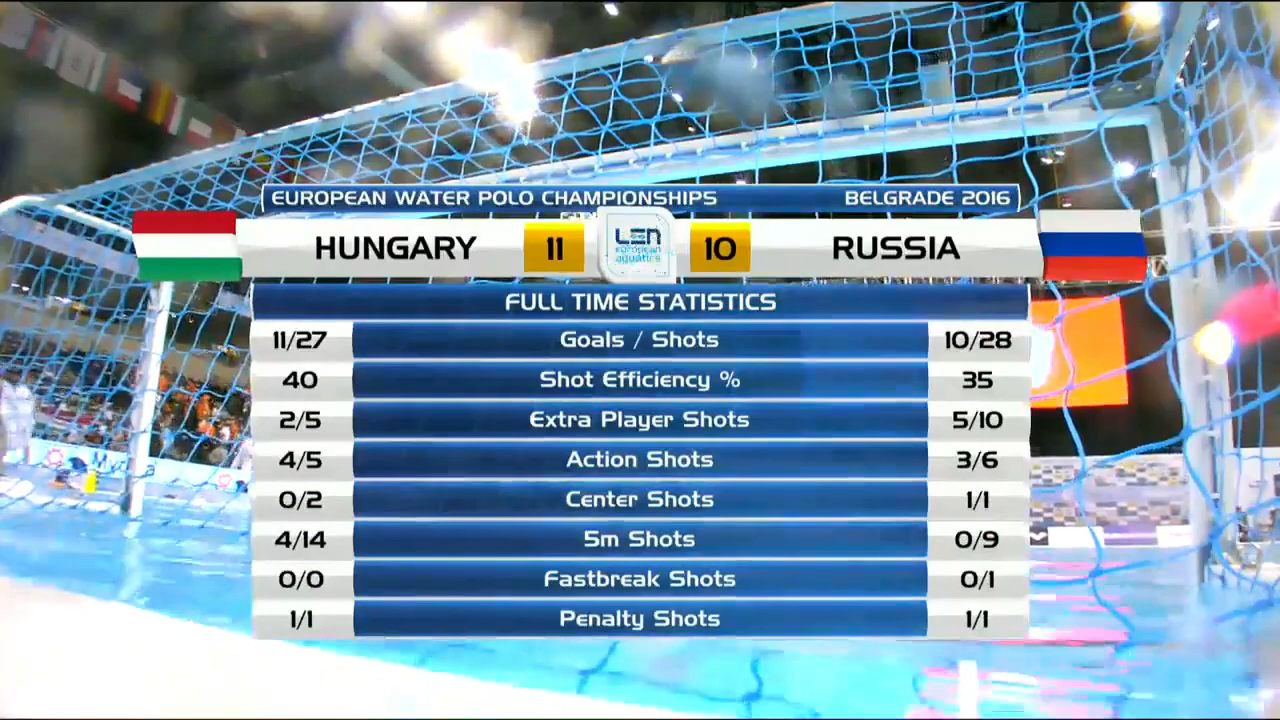 EUROPEAN WATER POLO CHAMPIONSHIPS BELGRADE 2016
HUNGARY 11 LEN 10 RUSSIA
european
aquatics
FULL TIME STATISTICS
11/27 Goals / Shots 10/28
40 Shot Efficiency % 35
2/5 Extra Player Shots 5/10
4/5 Action Shots 3/6
0/2 Center Shots 1/1
4/14 5m Shots 0/9
0/0 Fastbreak Shots 0/1
1/1 Penalty Shots 1/1